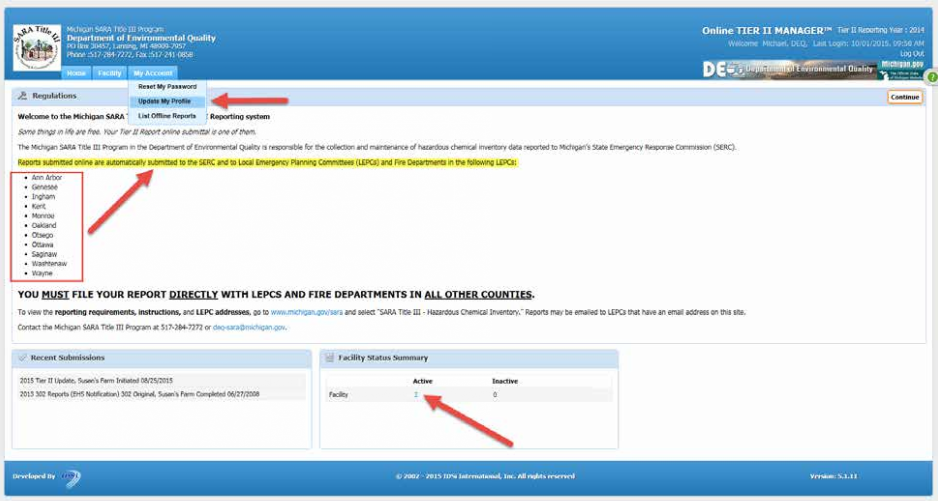 SARA Title III
Michigan SARA Title III Program
Department of Environmental Quality
PO Box 30457, Lansing, MI 48909-7957
Phone :517-284-7272, Fax :517-241-0858
Online TIER II MANAGER™ Tier II Reporting Year : 2014
Welcome Michael, DEQ, Last Login: 10/01/2015, 09:56 AM
Log Out
DEQ Department of Environmental Quality
Michigan.gov
The Official State
of Michigan Website
Home Facility My Account
Reset My Password
Update My Profile
List Offline Reports
Regulations
Continue
Welcome to the Michigan SARA Reporting system
Some things in life are free. Your Tier II Report online submittal is one of them.
The Michigan SARA Title III Program in the Department of Environmental Quality is responsible for the collection and maintenance of hazardous chemical inventory data reported to Michigan's State Emergency Response Commission (SERC).
Reports submitted online are automatically submitted to the SERC and to Local Emergency Planning Committees (LEPCs) and Fire Departments in the following LEPCs:
• Ann Arbor
• Genesee
• Ingham
• Kent
• Monroe
• Oakland
• Otsego
• Ottawa
• Saginaw
• Washtenaw
• Wayne
YOU MUST FILE YOUR REPORT DIRECTLY WITH LEPCS AND FIRE DEPARTMENTS IN ALL OTHER COUNTIES.
To view the reporting requirements, instructions, and LEPC addresses, go to www.michigan.gov/sara and select "SARA Title III - Hazardous Chemical Inventory." Reports may be emailed to LEPCs that have an email address on this site.
Contact the Michigan SARA Title III Program at 517-284-7272 or deq-sara@michigan.gov.
Recent Submissions
2015 Tier II Update, Susan's Farm Initiated 08/25/2015
2015 302 Reports (EHS Notification) 302 Original, Susan's Farm Completed 06/27/2008
Facility Status Summary
Active Inactive
Facility 2 0
Developed By
© 2002 - 2015 IDSi International, Inc. All rights reserved
Version: 5.1.11